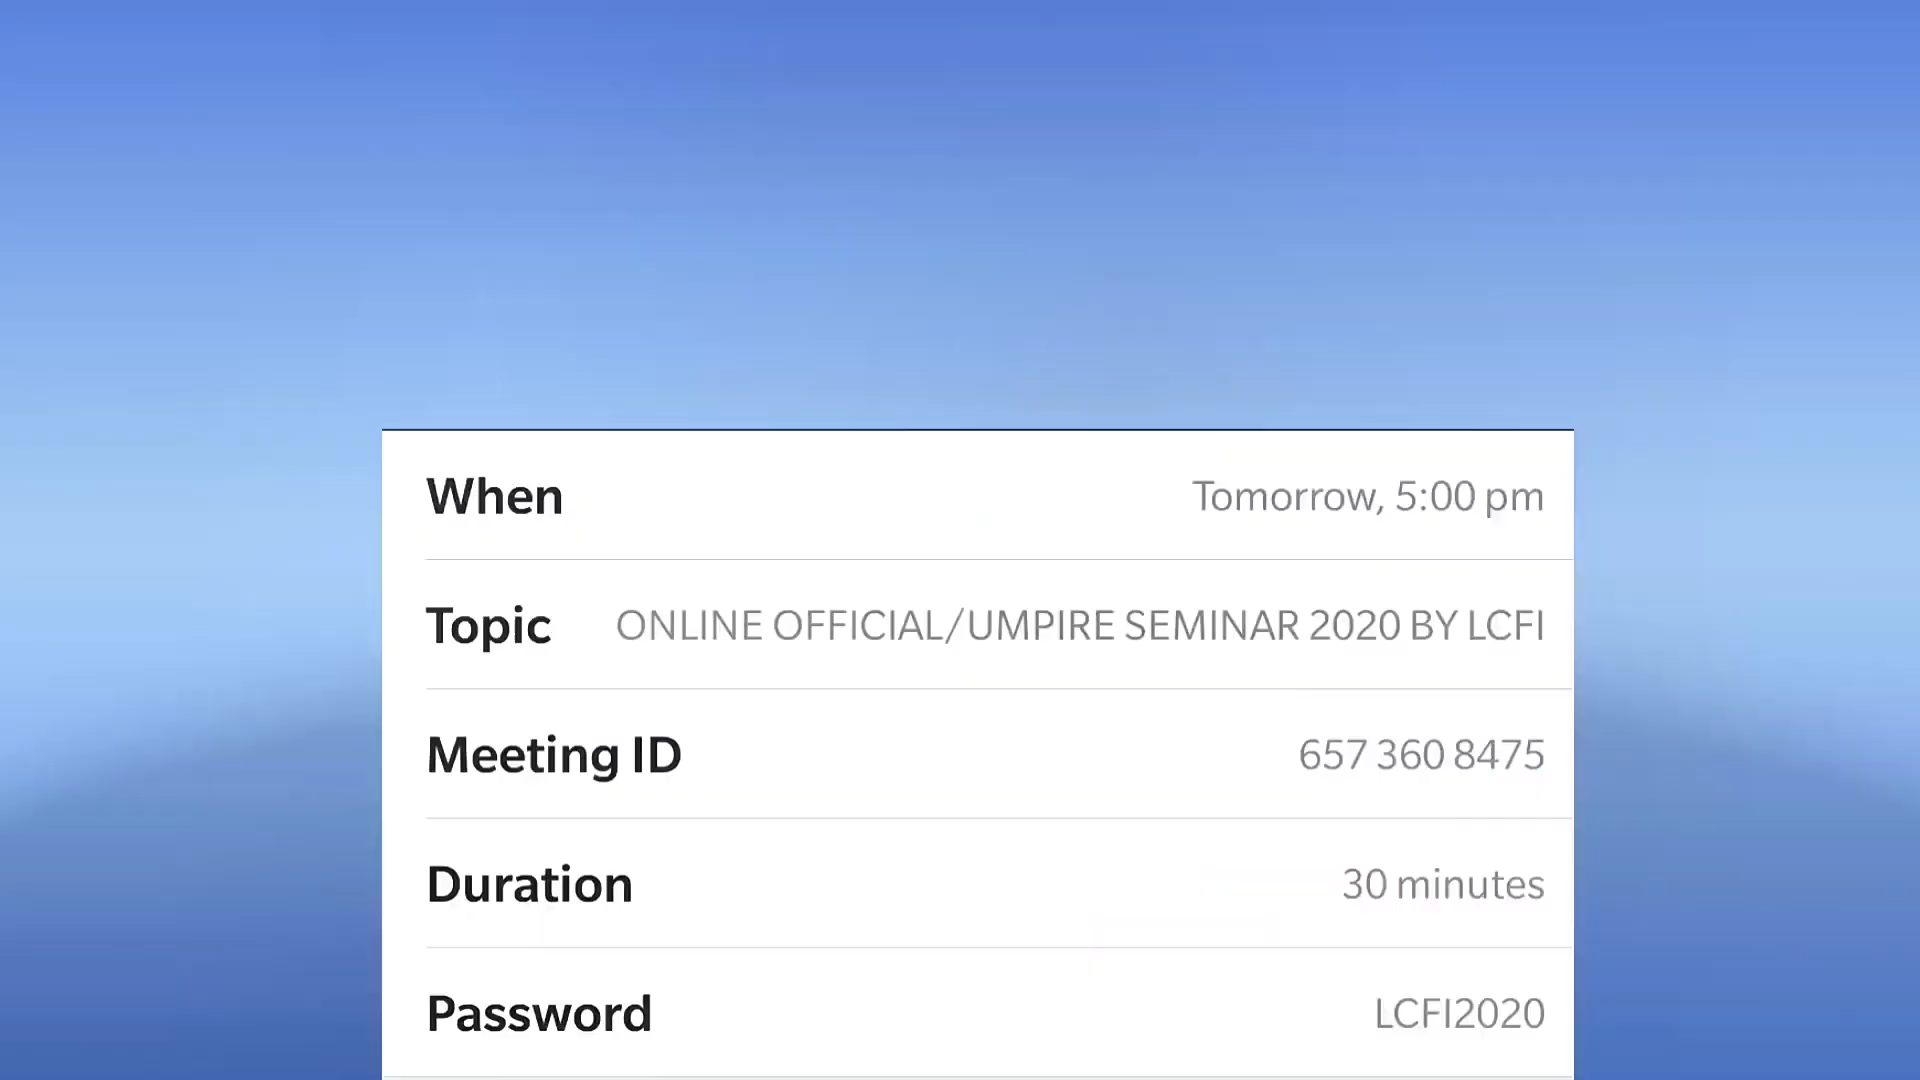 When Tomorrow, 5:00 pm
Topic ONLINE OFFICIAL/UMPIRE SEMINAR 2020 BY LCFI
Meeting ID 657 360 8475
Duration 30 minutes
Password LCFI2020